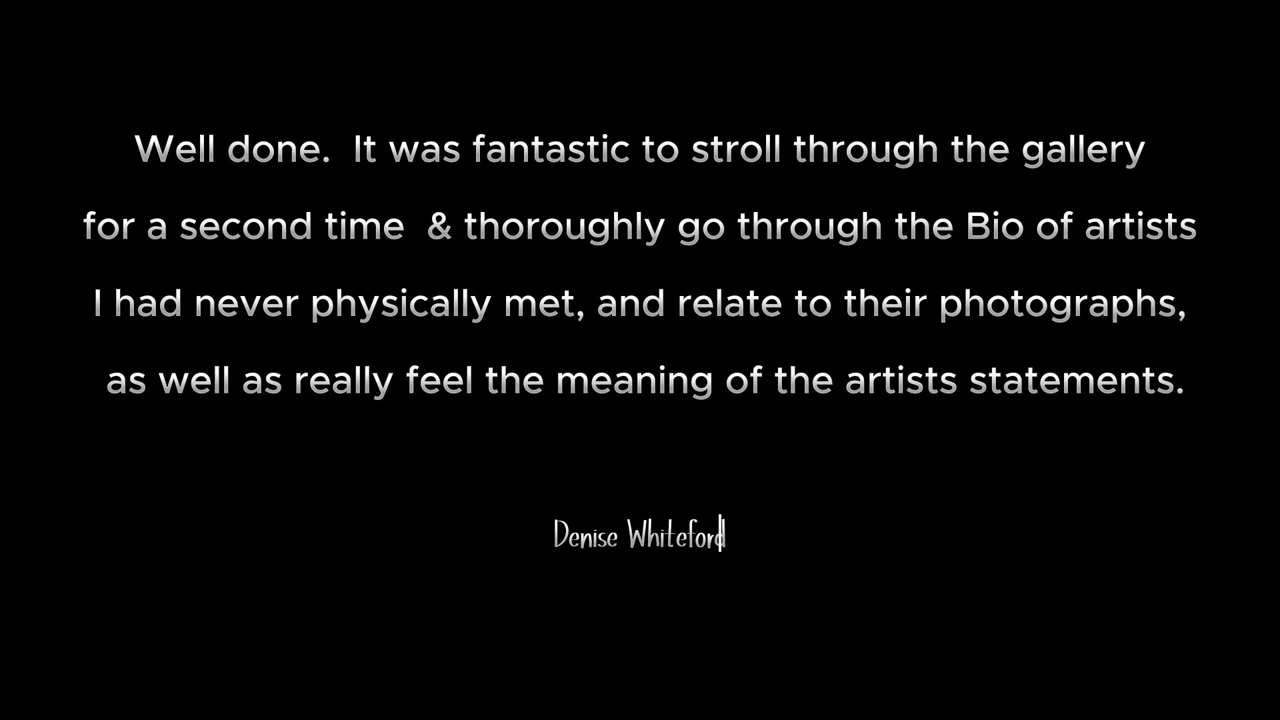 Well done.  It was fantastic to stroll through the gallery
for a second time  & thoroughly go through the Bio of artists
I had never physically met, and relate to their photographs,
as well as really feel the meaning of the artists statements.
Denise Whiteford